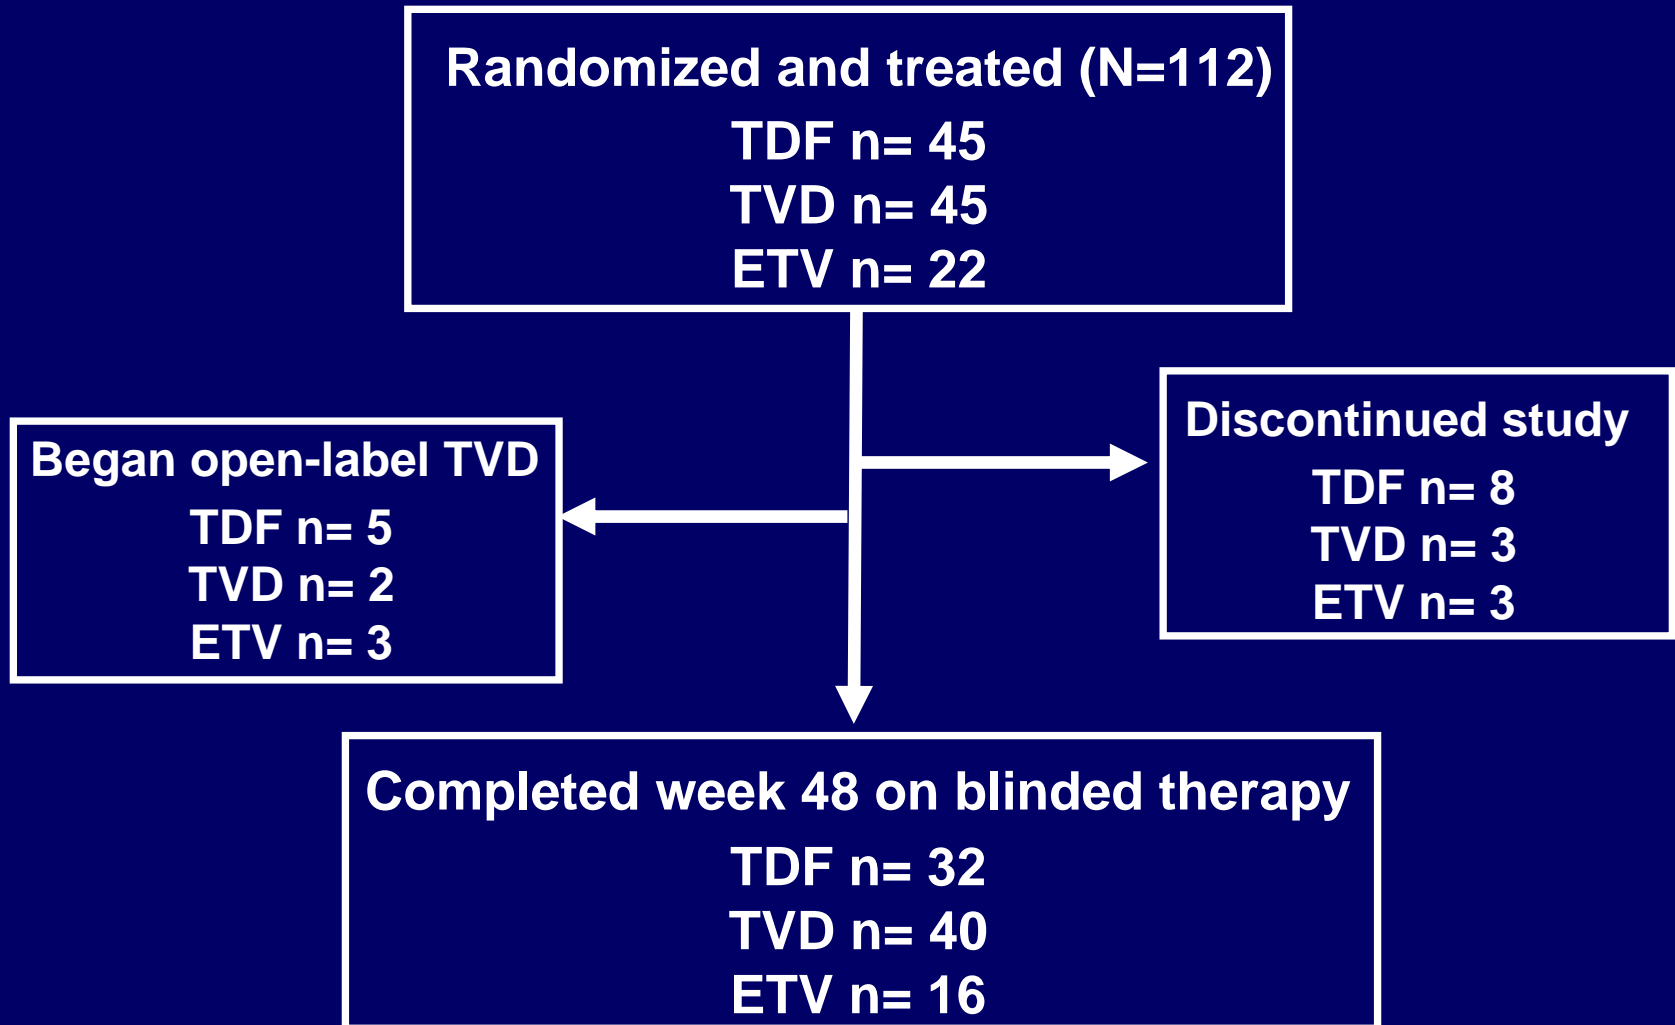 Randomized and treated (N=112)
TDF n= 45
TVD n= 45
ETV n= 22
Began open-label TVD
TDF n= 5
TVD n= 2
ETV n= 3
Discontinued study
TDF n= 8
TVD n= 3
ETV n= 3
Completed week 48 on blinded therapy
TDF n= 32
TVD n= 40
ETV n= 16